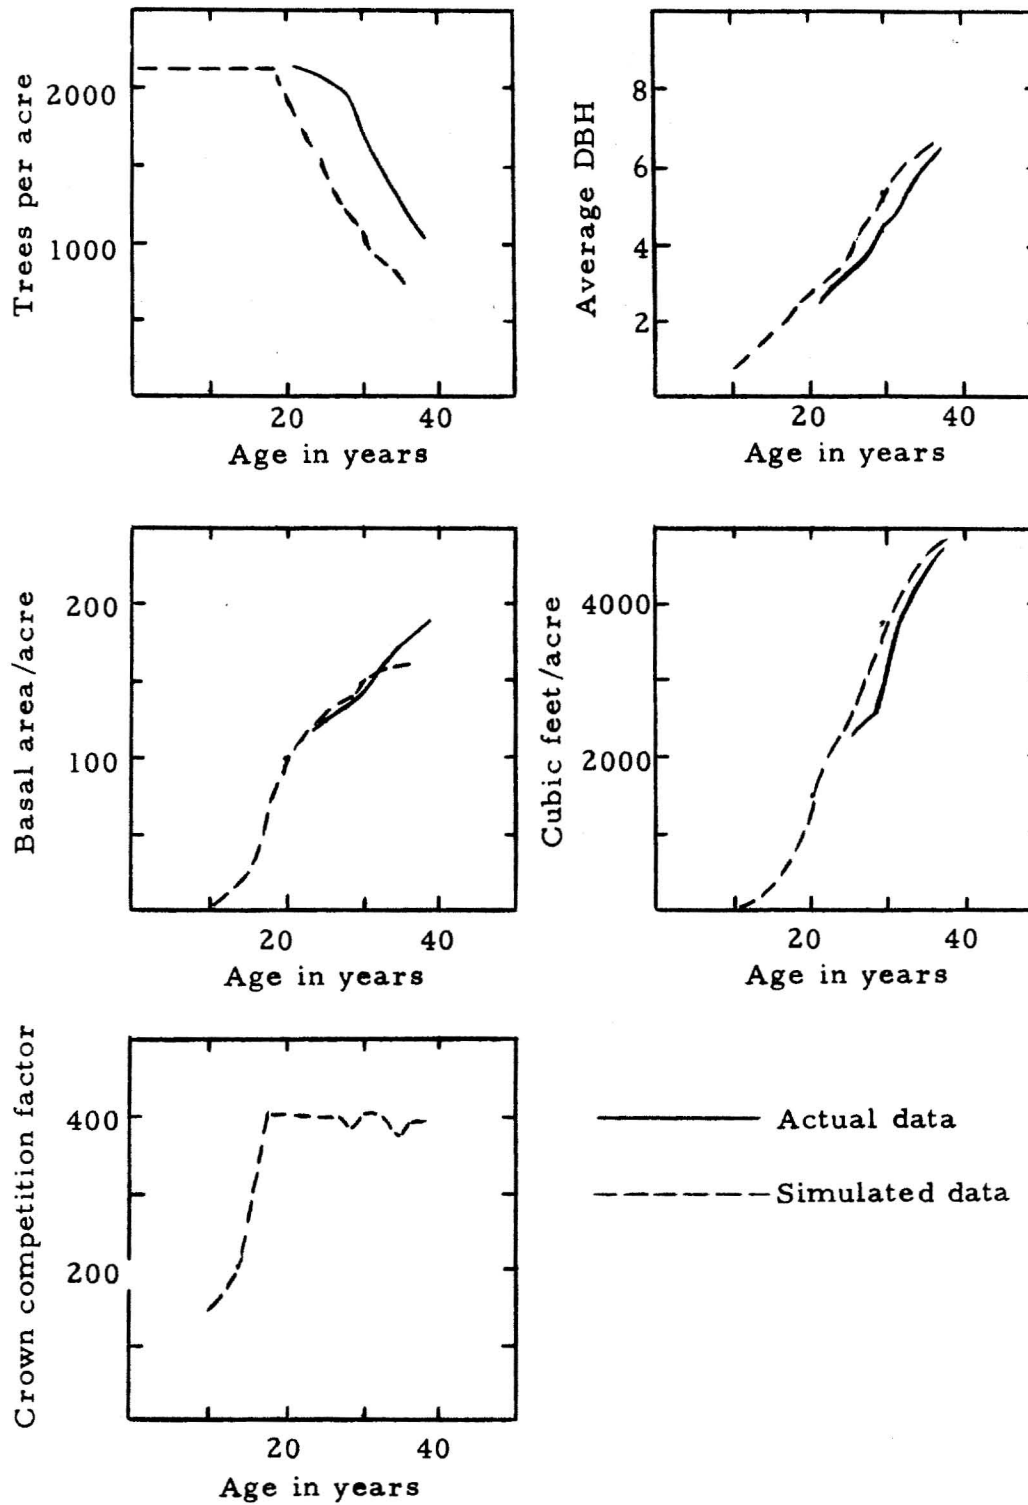 Trees per acre
2000
1000
20
40
Age in years
Average DBH
8
6
4
2
20
40
Age in years
Basal area/acre
200
100
20
40
Age in years
Cubic feet/acre
4000
2000
20
40
Age in years
Crown competition factor
400
200
20
40
Age in years
Actual data
Simulated data